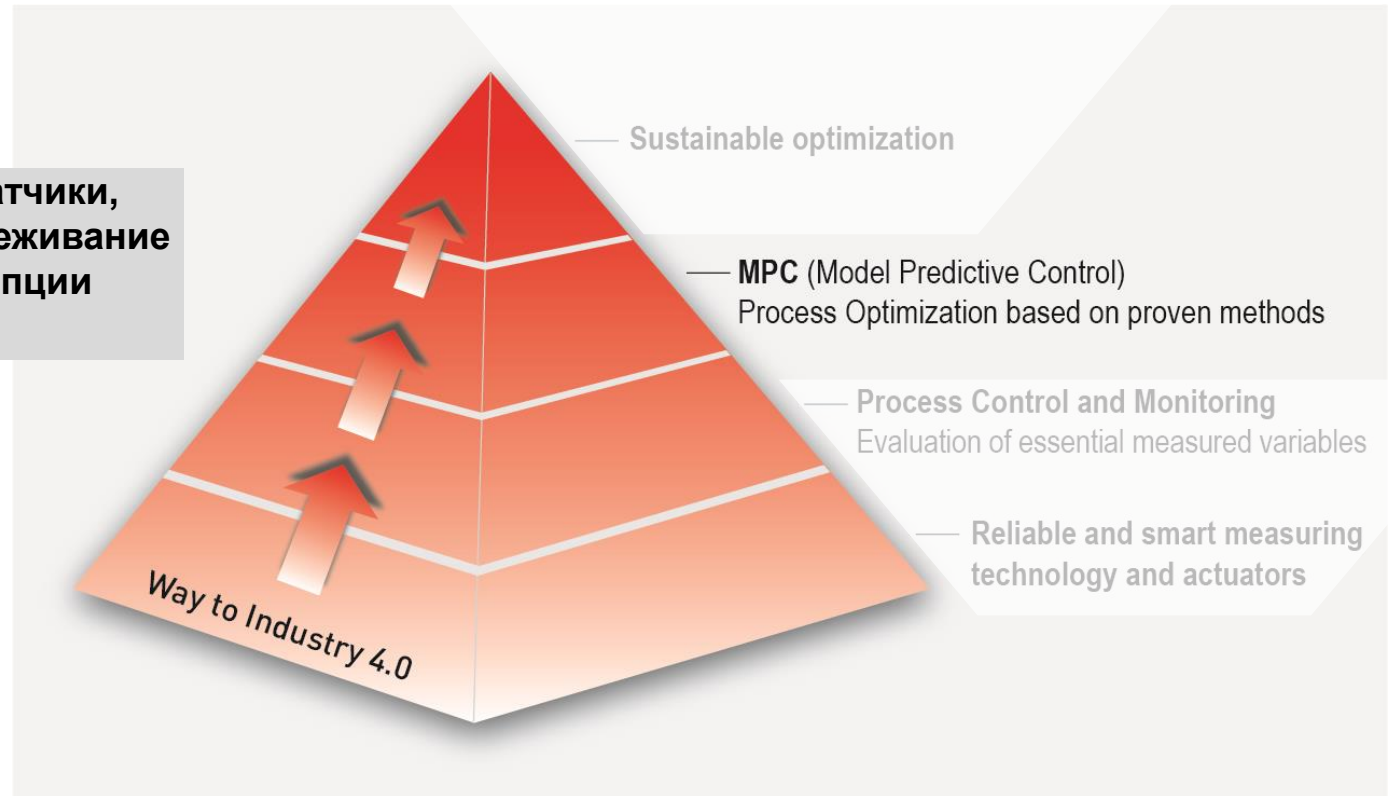 Sustainable optimization
атчики,
еживание
пции
MPC (Model Predictive Control)
Process Optimization based on proven methods
Process Control and Monitoring
Evaluation of essential measured variables
Reliable and smart measuring
technology and actuators
Way to Industry 4.0